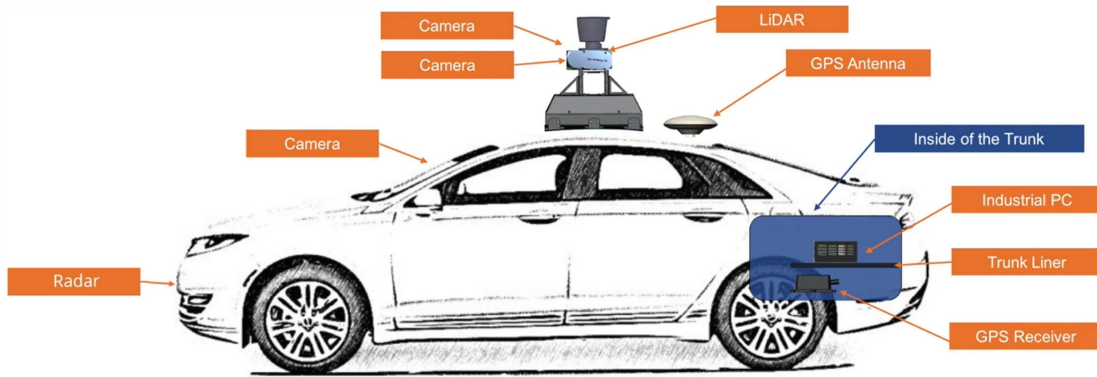 Camera
LiDAR
Camera
GPS Antenna
Camera
Inside of the Trunk
Industrial PC
Trunk Liner
Radar
GPS Receiver